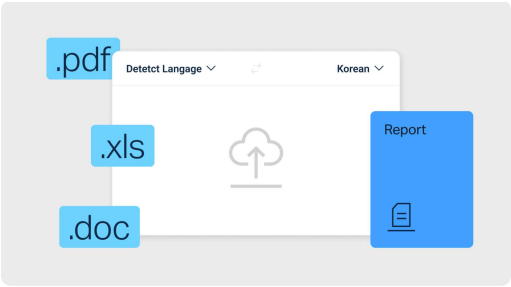 .pdf
Detetct Langage
Korean
.xls
Report
.doc